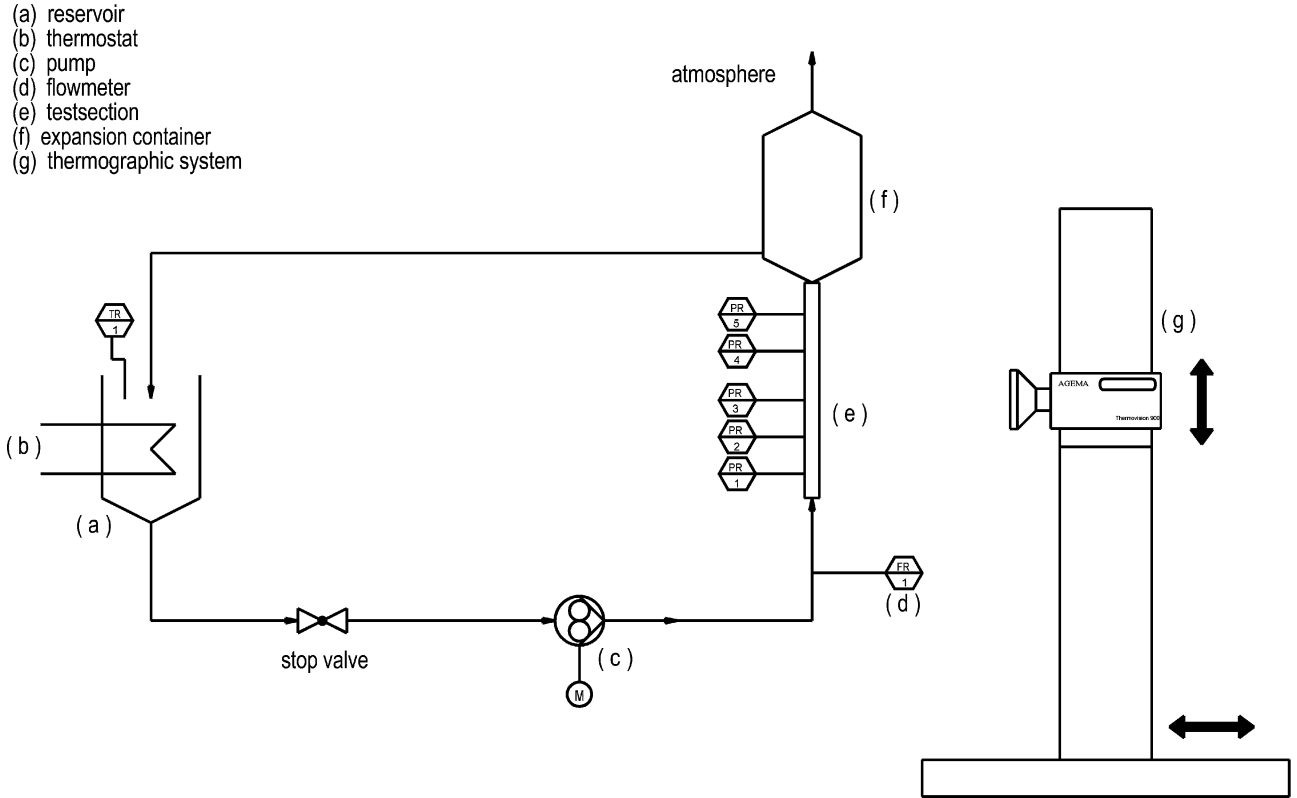 (a) reservoir
(b) thermostat
(c) pump
(d) flowmeter
(e) testsection
(f) expansion container
(g) thermographic system
atmosphere
( f )
( g )
TR
1
PR
5
PR
4
PR
3
PR
2
PR
1
AGEMA
Thermovision 900
( e )
( b )
( a )
FR
1
( d )
stop valve
( c )
M